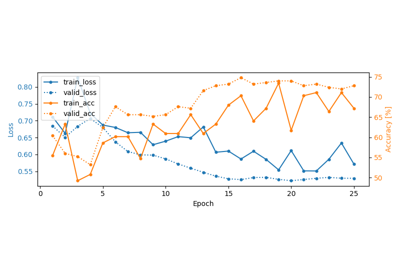 train_loss
valid_loss
train_acc
valid_acc
0.80
0.75
0.70
0.65
0.60
0.55
Loss
75
70
65
60
55
50
Accuracy [%]
0 5 10 15 20 25
Epoch